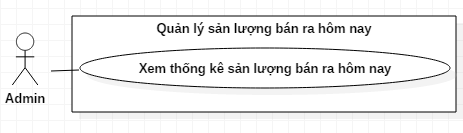 Quản lý sản lượng bán ra hôm nay
Xem thống kê sản lượng bán ra hôm nay
Admin